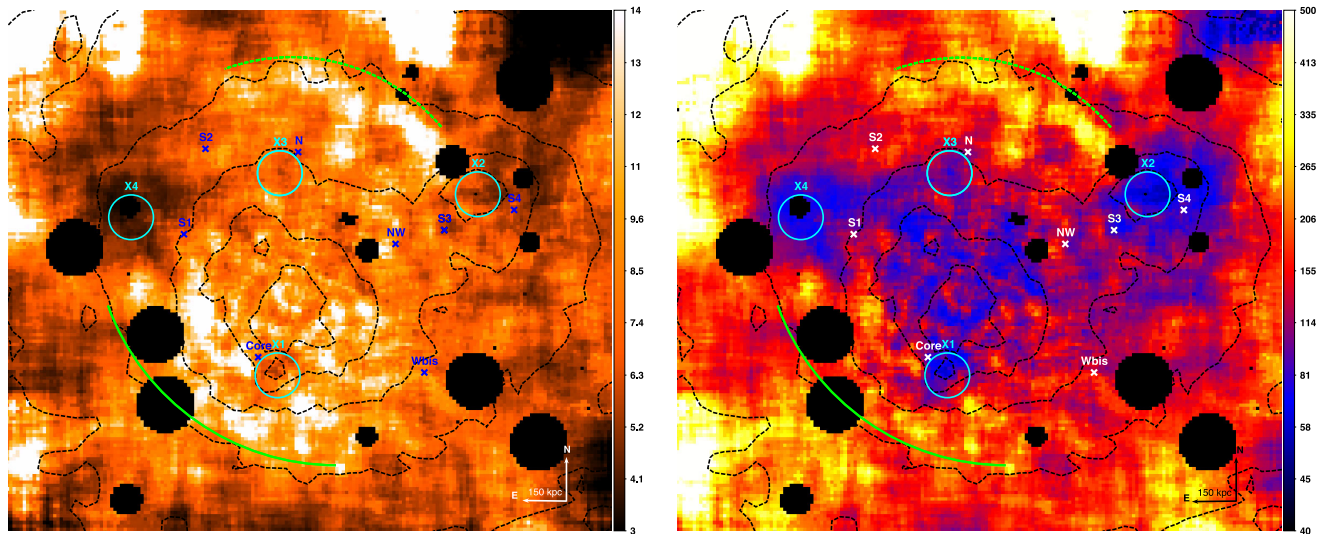 14
13
12
11
9.6
8.5
7.4
6.3
5.2
4.1
3
S2
X3
N
X2
X4
S4
S1
S3
NW
Core
X1
Wbis
N
E
150 kpc
500
413
335
265
206
155
114
81
58
45
40
S2
X3
N
X2
X4
S4
S1
S3
NW
Core
X1
Wbis
N
E
150 kpc